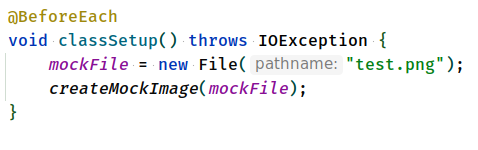 @BeforeEach
void classSetup() throws IOException {
    mockFile = new File( pathname: "test.png");
    createMockImage(mockFile);
}